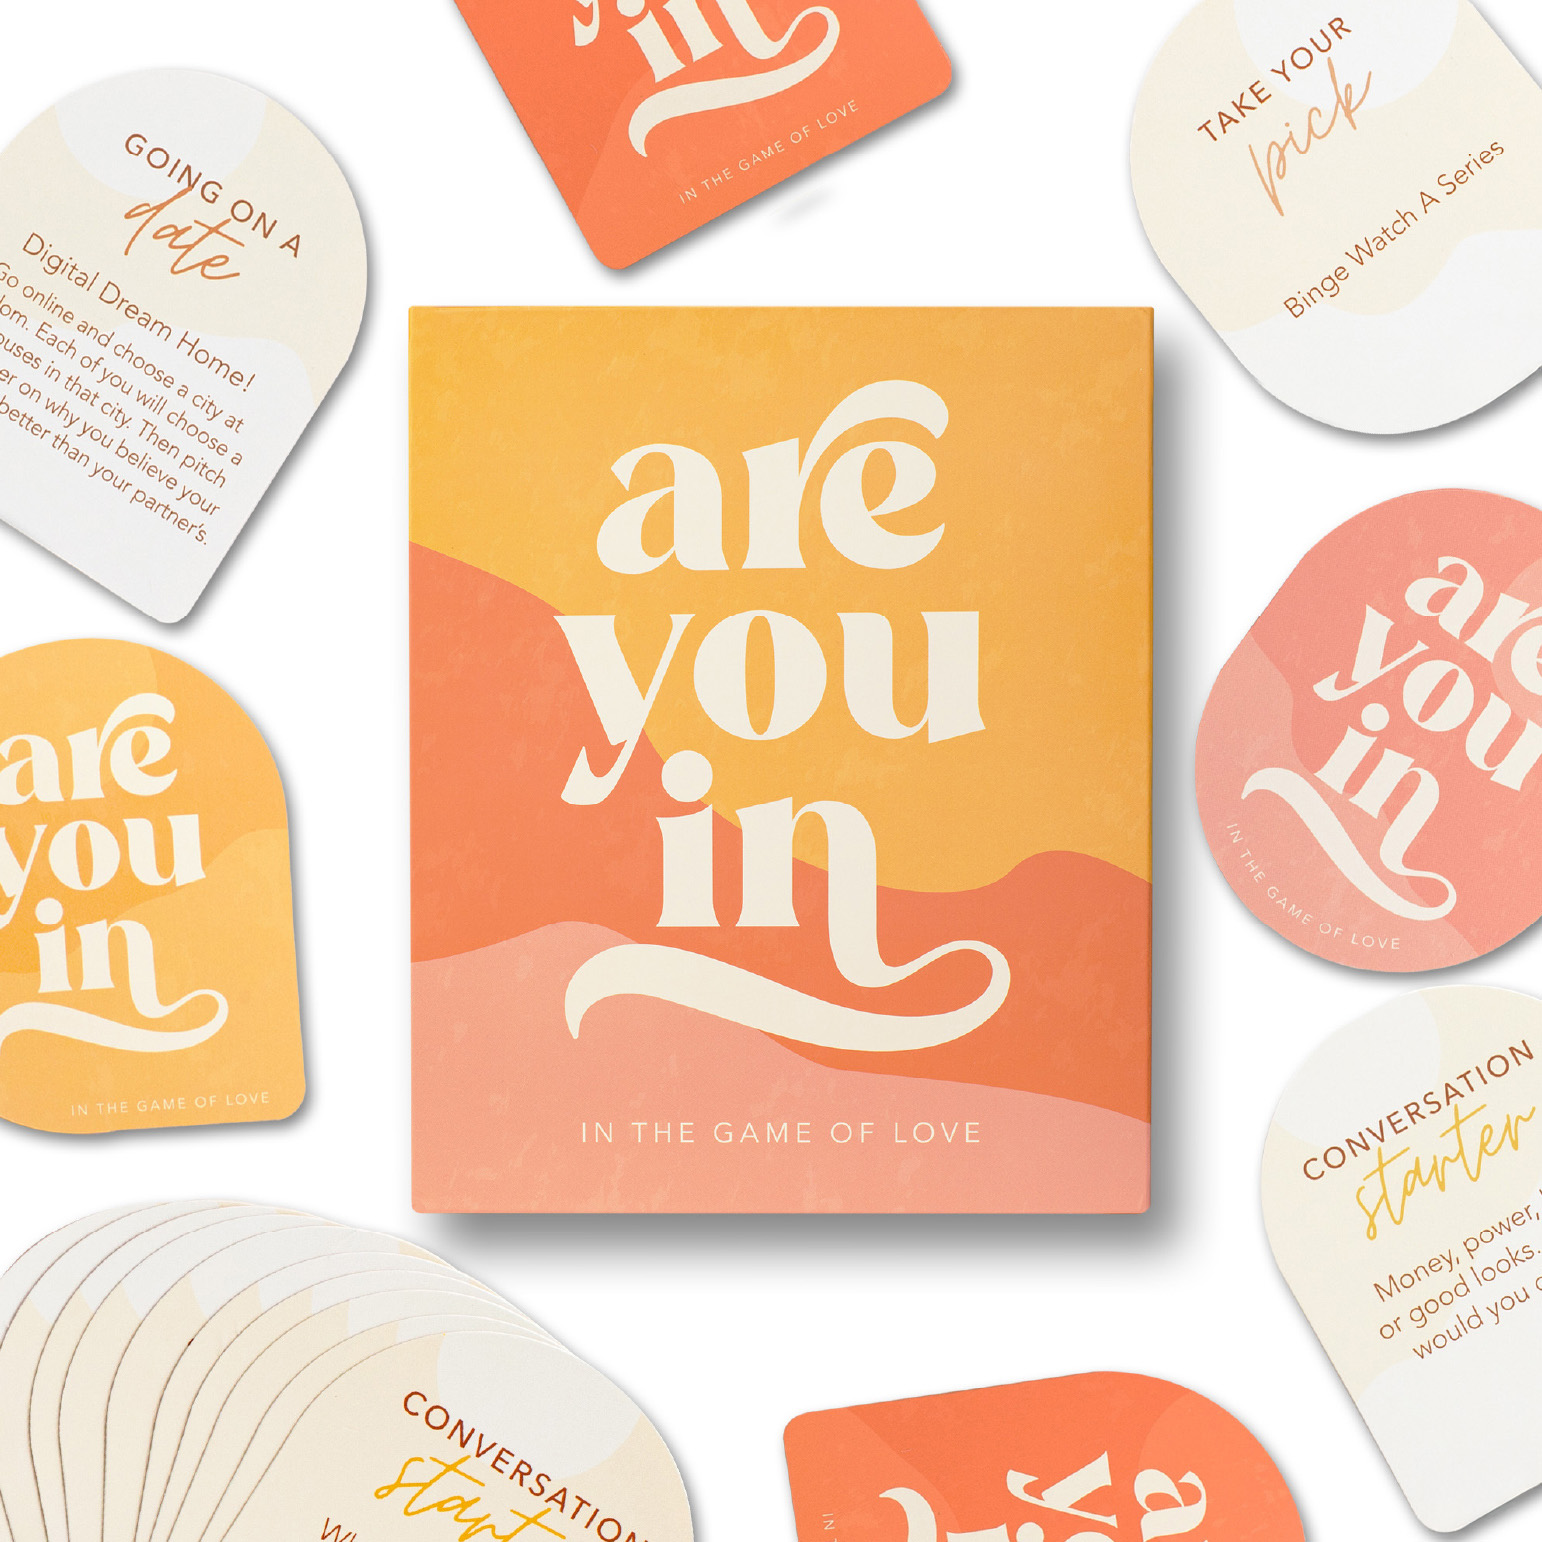 in
IN THE GAME OF LOVE
TAKE YOUR
pick
Binge Watch A Series
GOING ON A
date
Digital Dream Home!
Go online and choose a city at
Each of you will choose a
in that city. Then pitch
on why you believe your
better than your partner's.
are
you
in
IN THE GAME OF LOVE
are
you
in
IN THE GAME OF LOVE
are
you
in
IN THE GAME OF LOVE
CONVERSATION
starter
Money, power,
or good looks.
would you
CONVERSATION
start